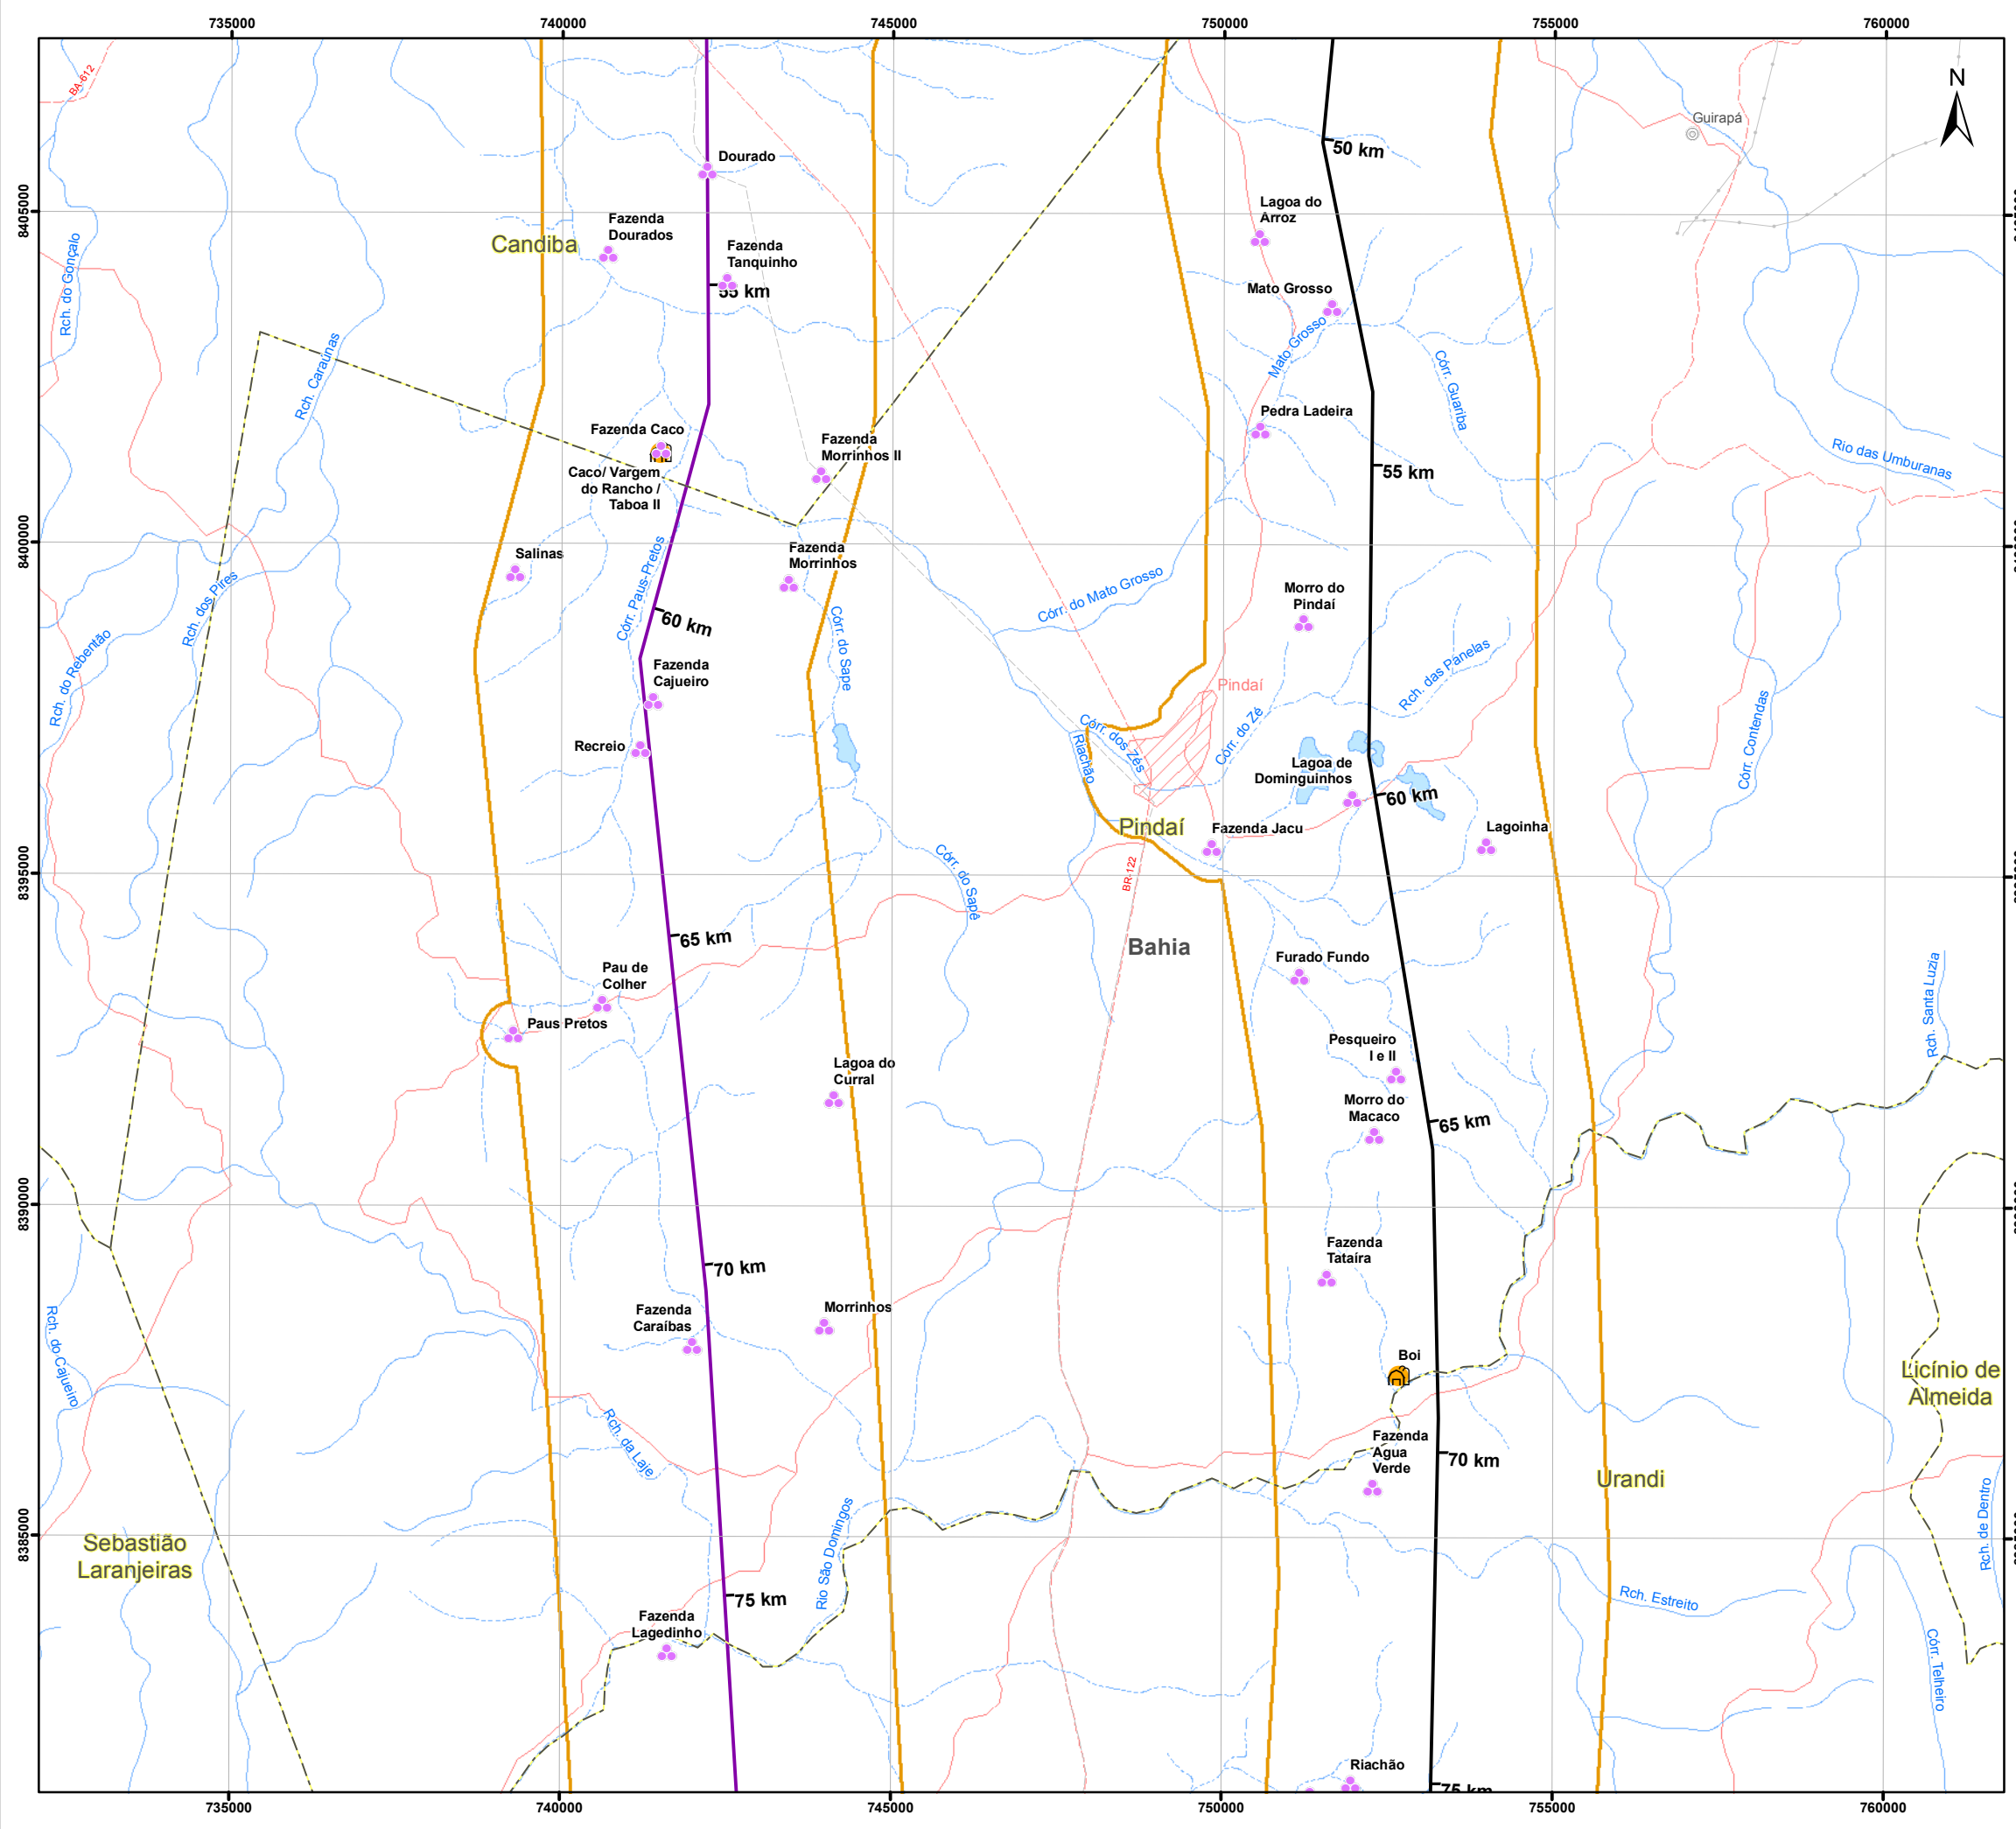 735000
740000
745000
750000
755000
760000
N
BA-612
Guirapá
50 km
Dourado
8405000
Lagoa do
Arroz
Fazenda
Dourados
Candiba
Fazenda
Tanquinho
Rch. do Gonçalo
55 km
Mato Grosso
Mato Grosso
Rch. Caraúnas
Córr. Guariba
Pedra Ladeira
Fazenda Caco
Fazenda
Morrinhos II
Rio das Umburanas
Caco/ Vargem
do Rancho /
Taboa II
55 km
8400000
Salinas
Fazenda
Morrinhos
Córr. Paus-Pretos
Rch. dos Pires
Córr. do Mato Grosso
Morro do
Pindaí
60 km
Córr. do Sape
Rch. do Rebentão
Fazenda
Cajueiro
Rch. das Panelas
Pindaí
Córr. Contendas
Recreio
Córr. dos Zés
Riachão
Córr. do Zé
Lagoa de
Dominguinhos
60 km
Pindaí
Fazenda Jacu
Lagoinha
8395000
BR-122
Córr. do Sapé
65 km
Bahia
Furado Fundo
Pau de
Colher
Rch. Santa Luzia
Paus Pretos
Pesqueiro
I e II
Lagoa do
Curral
Morro do
Macaco
65 km
8390000
Fazenda
Tataíra
70 km
Fazenda
Caraíbas
Morrinhos
Rch. do Cajueiro
Boi
Licínio de
Almeida
Rch. da Laje
Fazenda
Agua
Verde
70 km
Urandi
Rio São Domingos
Rch. de Dentro
8385000
Sebastião
Laranjeiras
75 km
Rch. Estreito
Fazenda
Lagedinho
Córr. Telheiro
Riachão
75 km
735000
740000
745000
750000
755000
760000